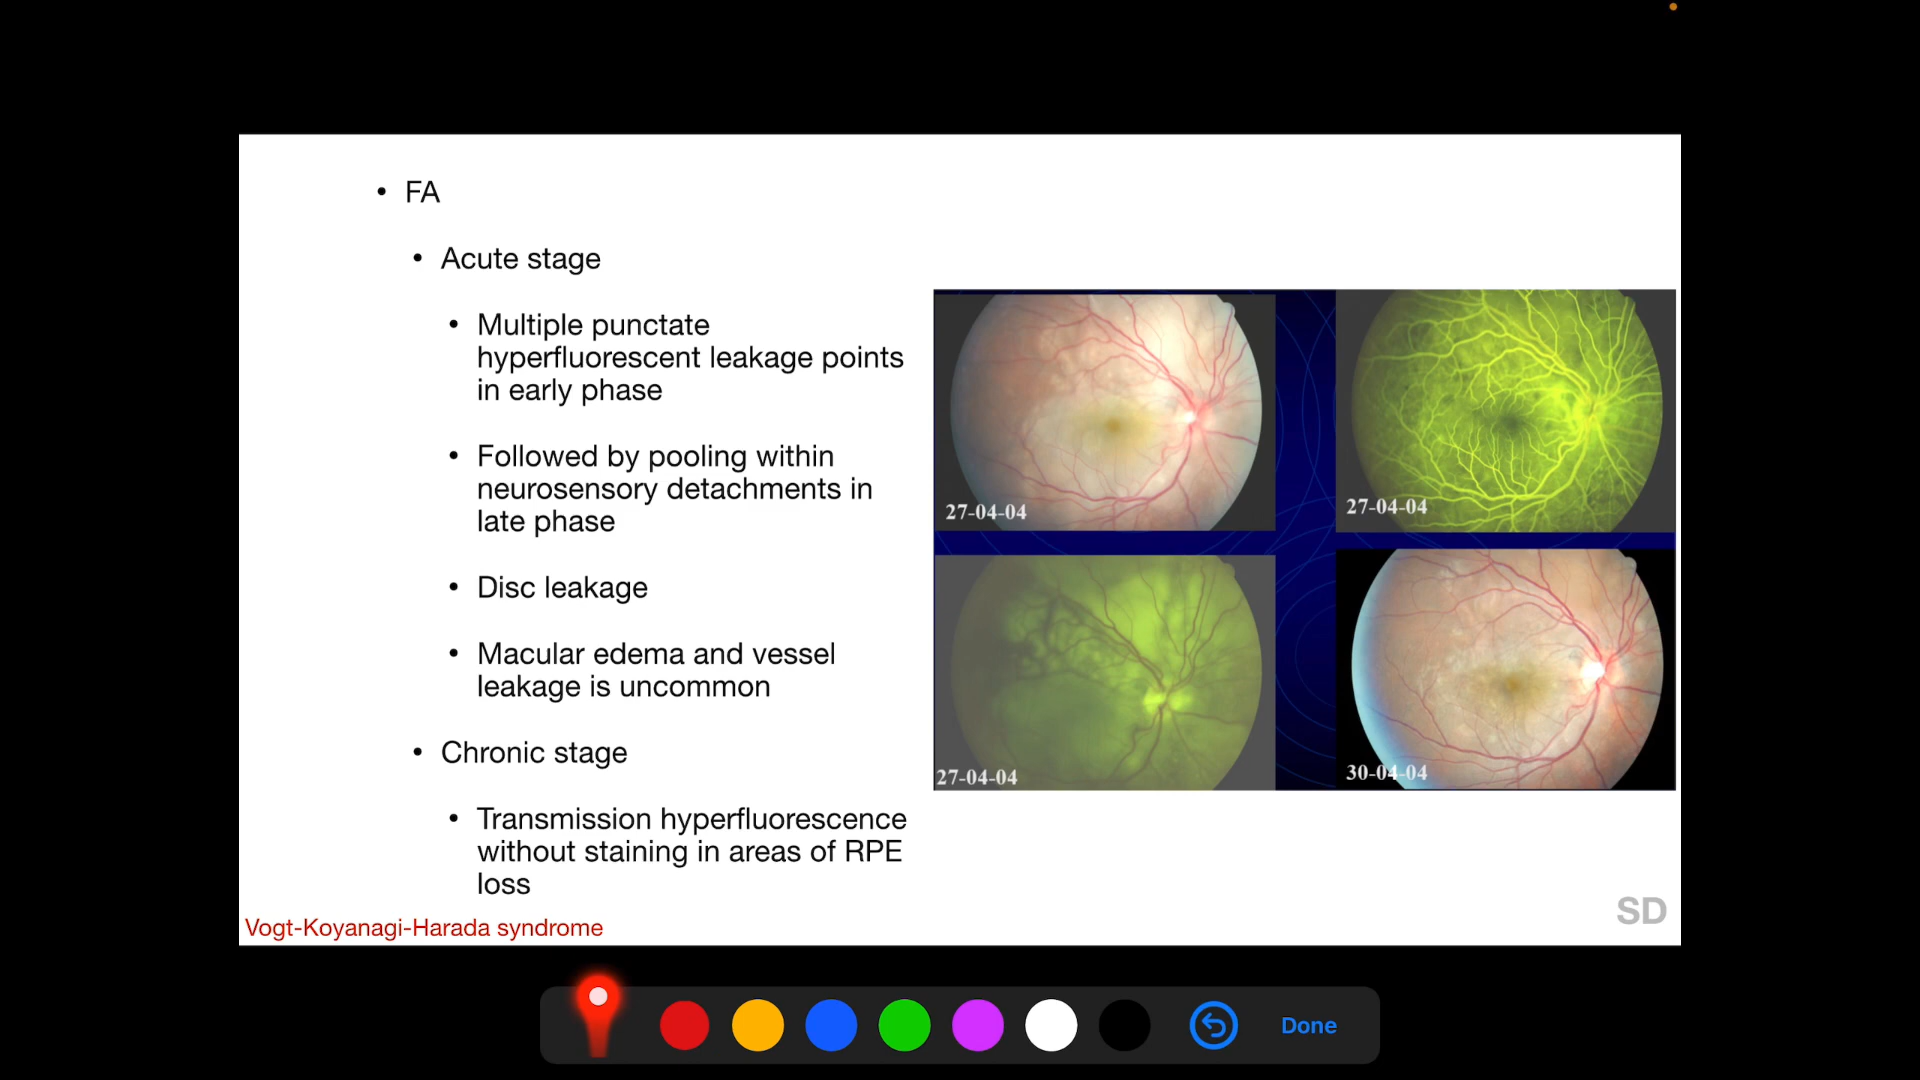 • FA
• Acute stage
• Multiple punctate
hyperfluorescent leakage points
in early phase
• Followed by pooling within
neurosensory detachments in
late phase
• Disc leakage
• Macular edema and vessel
leakage is uncommon
• Chronic stage
• Transmission hyperfluorescence
without staining in areas of RPE
loss
27-04-04
27-04-04
27-04-04
30-04-04
Vogt-Koyanagi-Harada syndrome
SD
Done